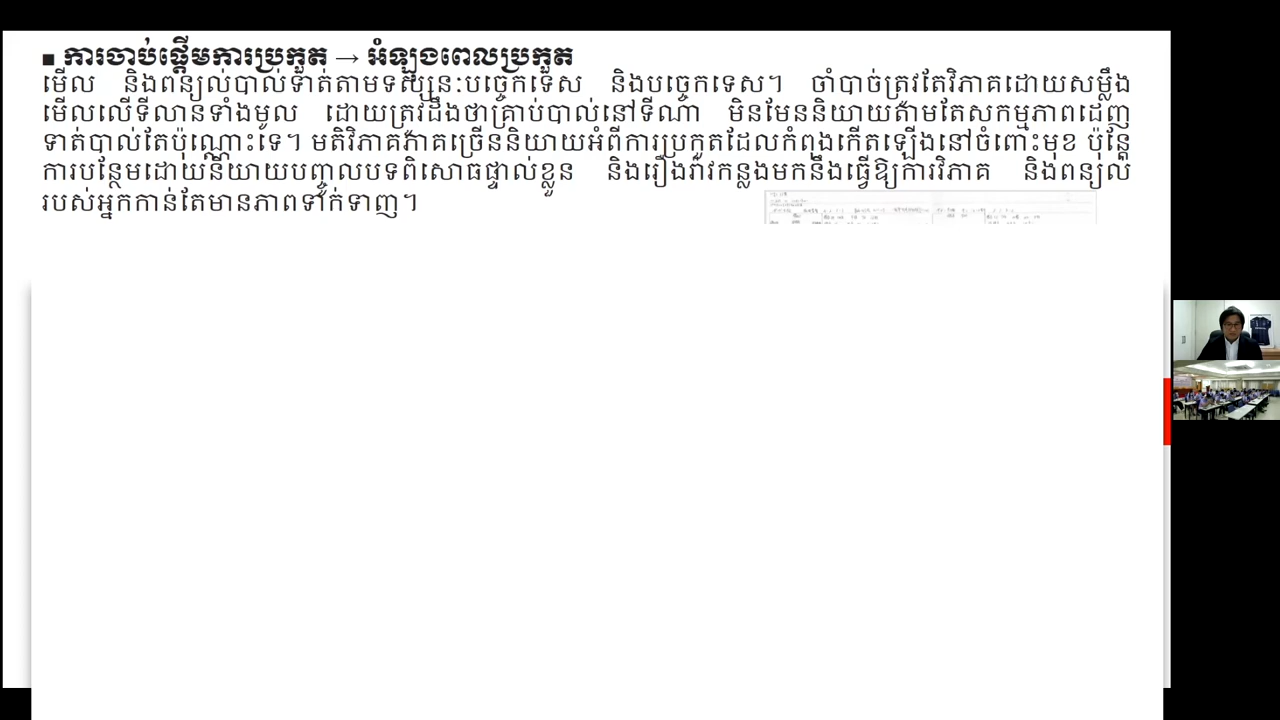 ■ ការចាប់ផ្តើមការប្រកួត → អំឡុងពេលប្រកួត
មើល និងពន្យល់បាល់ទាត់តាមទស្សនៈបច្ចេកទេស និងបច្ចេកទេស។ ចាំបាច់ត្រូវតែវិភាគដោយសម្លឹង
មើលលើទីលានទាំងមូល ដោយត្រូវដឹងថាគ្រាប់បាល់នៅទីណា មិនមែននិយាយតាមតែសកម្មភាពដេញ
ទាត់បាល់តែប៉ុណ្ណោះទេ។ មតិវិភាគភាគច្រើននិយាយអំពីការប្រកួតដែលកំពុងកើតឡើងនៅចំពោះមុខ ប៉ុន្តែ
ការបន្ថែមដោយនិយាយបញ្ចូលបទពិសោធផ្ទាល់ខ្លួន និងរឿងរ៉ាវកន្លងមកនឹងធ្វើឱ្យការវិភាគ និងពន្យល់
របស់អ្នកកាន់តែមានភាពទាក់ទាញ។